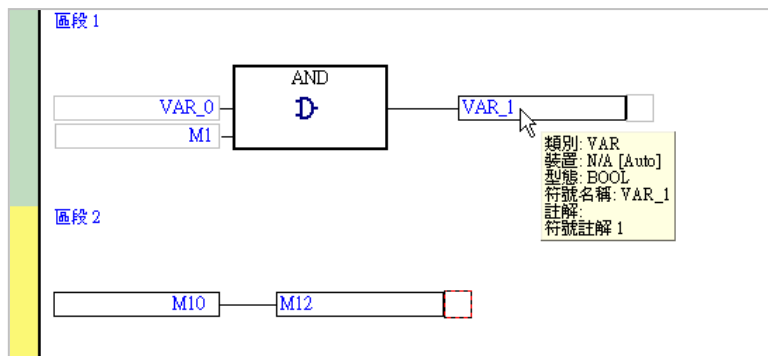 區段 1
AND
VAR_0
VAR_1
M1
類別: VAR
裝置: N/A [Auto]
型態: BOOL
符號名稱: VAR_1
註解:
符號註解 1
區段 2
M10
M12